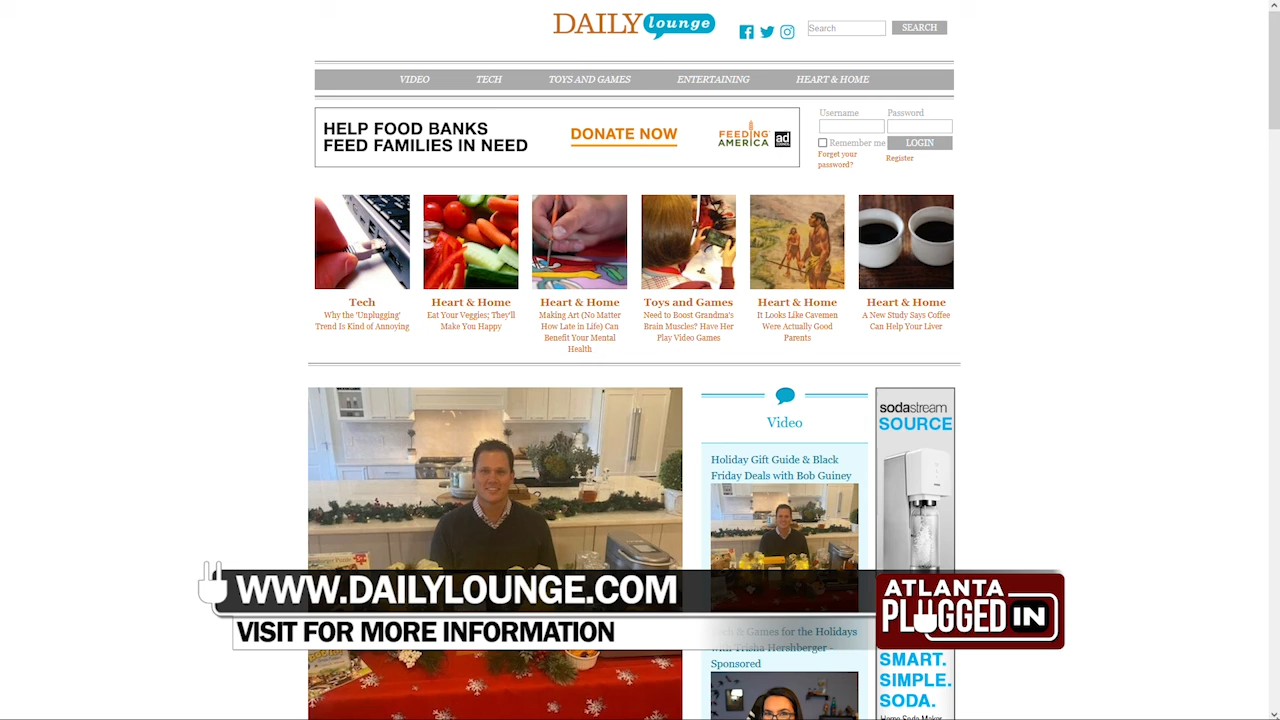 DAILY lounge
Search
SEARCH
VIDEO TECH TOYS AND GAMES ENTERTAINING HEART & HOME
HELP FOOD BANKS
FEED FAMILIES IN NEED
DONATE NOW
FEEDING
AMERICA
ad
Username Password
Remember me
LOGIN
Forget your
password?
Register
Tech
Why the 'Unplugging'
Trend Is Kind of Annoying
Heart & Home
Eat Your Veggies; They'll
Make You Happy
Heart & Home
Making Art (No Matter
How Late in Life) Can
Benefit Your Mental
Health
Toys and Games
Need to Boost Grandma's
Brain Muscles? Have Her
Play Video Games
Heart & Home
It Looks Like Cavemen
Were Actually Good
Parents
Heart & Home
A New Study Says Coffee
Can Help Your Liver
Video
Holiday Gift Guide & Black
Friday Deals with Bob Guiney
& Games for the Holidays
with Trisha Hershberger -
Sponsored
sodastream
SOURCE
SMART.
SIMPLE.
SODA.
Home Soda Maker
WWW.DAILYLOUNGE.COM
VISIT FOR MORE INFORMATION
ATLANTA
PLUGGED IN